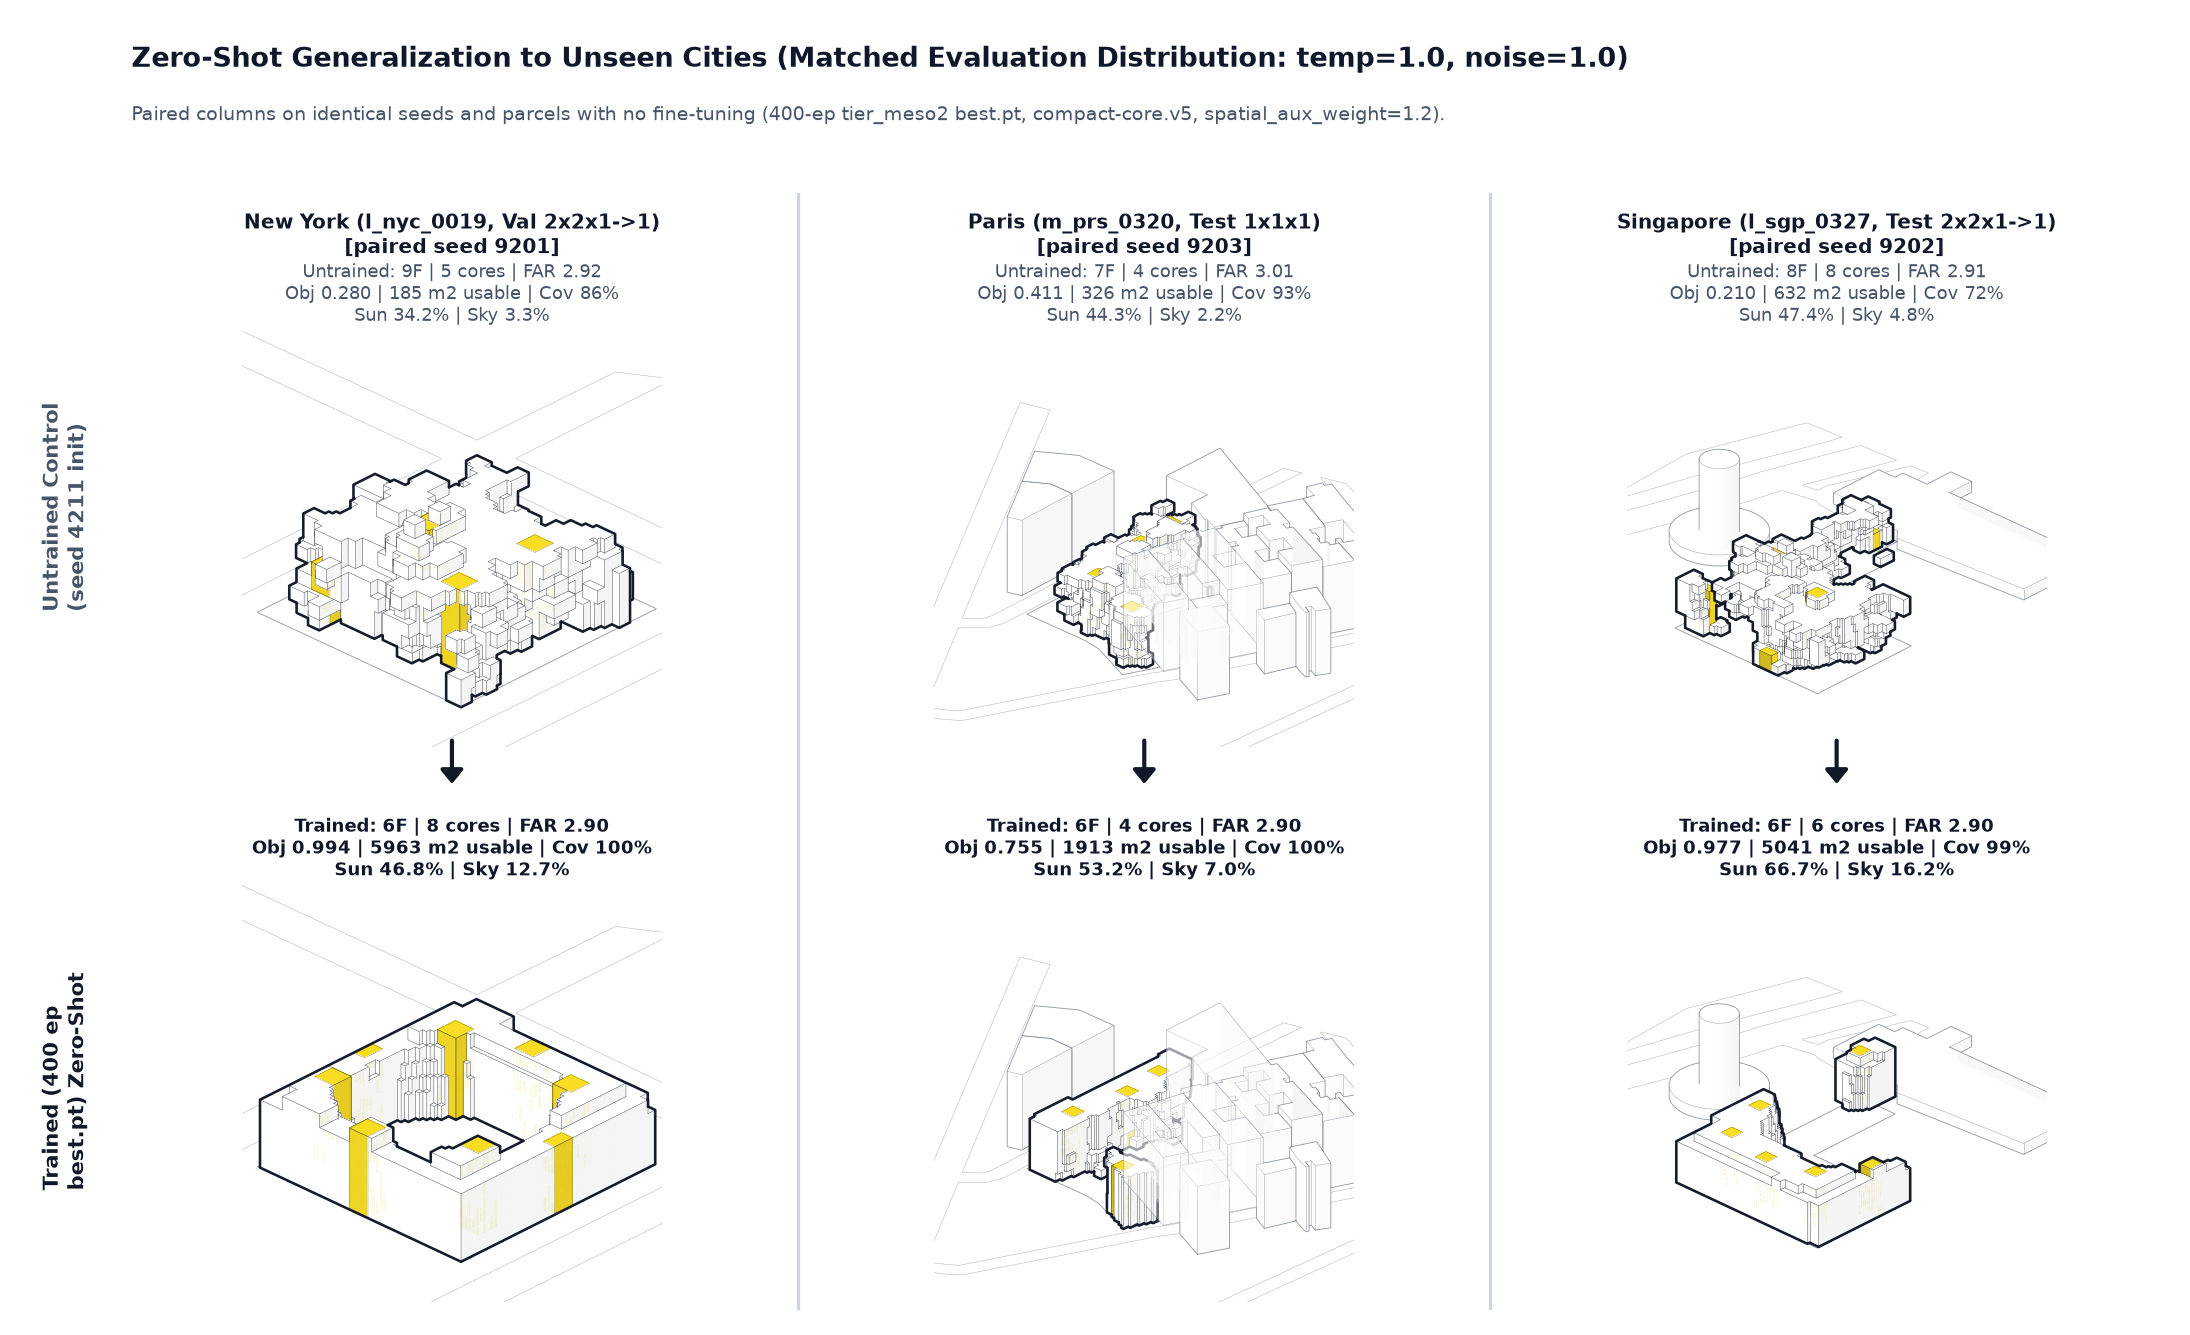 Zero-Shot Generalization to Unseen Cities (Matched Evaluation Distribution: temp=1.0, noise=1.0)
Paired columns on identical seeds and parcels with no fine-tuning (400-ep tier_meso2 best.pt, compact-core.v5, spatial_aux_weight=1.2).
Untrained Control
(seed 4211 init)
New York (l_nyc_0019, Val 2x2x1->1)
[paired seed 9201]
Untrained: 9F | 5 cores | FAR 2.92
Obj 0.280 | 185 m2 usable | Cov 86%
Sun 34.2% | Sky 3.3%
Paris (m_prs_0320, Test 1x1x1)
[paired seed 9203]
Untrained: 7F | 4 cores | FAR 3.01
Obj 0.411 | 326 m2 usable | Cov 93%
Sun 44.3% | Sky 2.2%
Singapore (l_sgp_0327, Test 2x2x1->1)
[paired seed 9202]
Untrained: 8F | 8 cores | FAR 2.91
Obj 0.210 | 632 m2 usable | Cov 72%
Sun 47.4% | Sky 4.8%
Trained (400 ep
best.pt) Zero-Shot
Trained: 6F | 8 cores | FAR 2.90
Obj 0.994 | 5963 m2 usable | Cov 100%
Sun 46.8% | Sky 12.7%
Trained: 6F | 4 cores | FAR 2.90
Obj 0.755 | 1913 m2 usable | Cov 100%
Sun 53.2% | Sky 7.0%
Trained: 6F | 6 cores | FAR 2.90
Obj 0.977 | 5041 m2 usable | Cov 99%
Sun 66.7% | Sky 16.2%